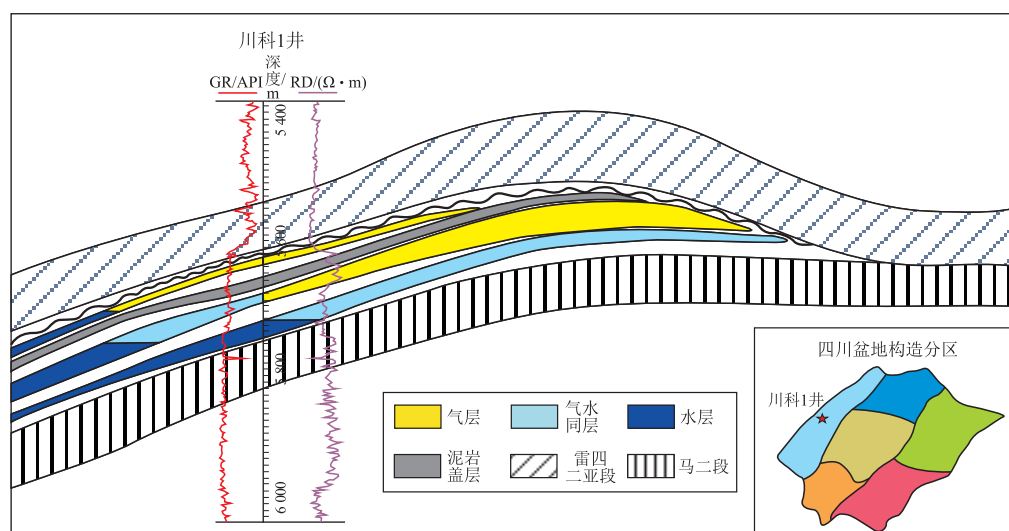 川科1井
深
度/
m
GR/API
RD/(Ω·m)
5 400
5 600
5 800
6 000
气层
气水
同层
水层
泥岩
盖层
雷四
二亚段
马二段
四川盆地构造分区
川科1井